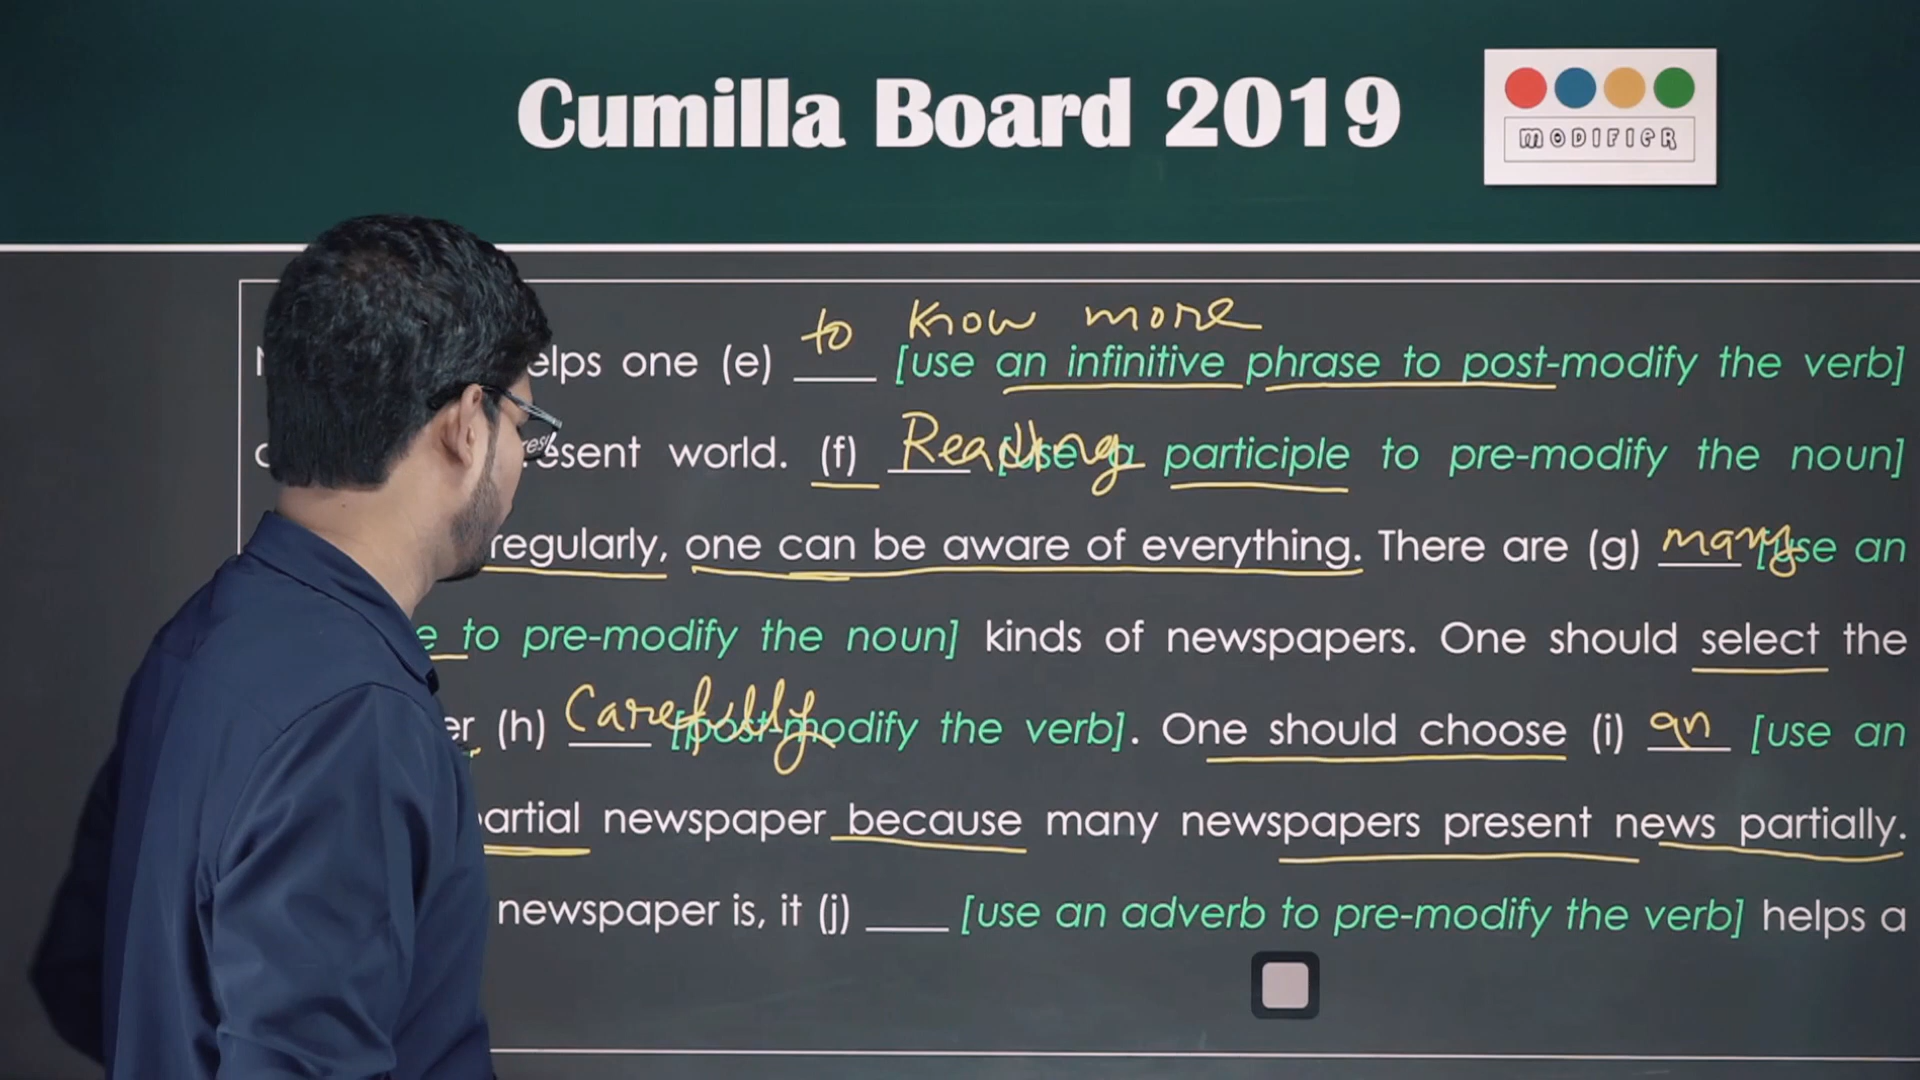 Cumilla Board 2019
MODIFIER
to know more
elps one (e) ____ [use an infinitive phrase to post-modify the verb]
esent world. (f) ____ Reading [use a participle to pre-modify the noun]
regularly, one can be aware of everything. There are (g) ____ many [use an
e to pre-modify the noun] kinds of newspapers. One should select the
er (h) ____ Carefully [post-modify the verb]. One should choose (i) ____ an [use an
artial newspaper because many newspapers present news partially.
newspaper is, it (j) ____ [use an adverb to pre-modify the verb] helps a